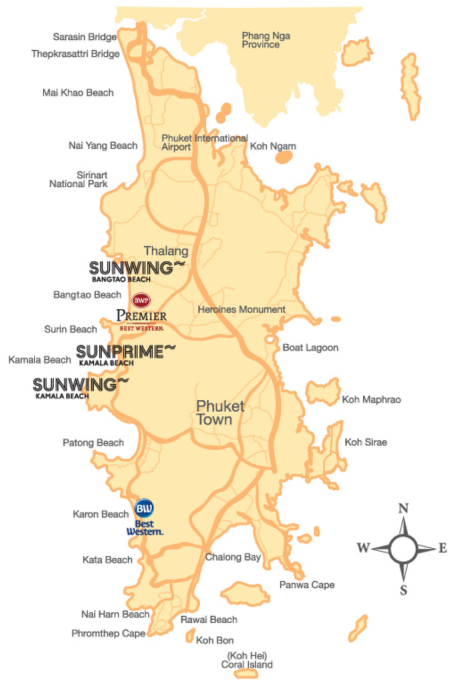 Sarasin Bridge
Thepkrasattri Bridge
Phang Nga
Province
Mai Khao Beach
Nai Yang Beach
Phuket International
Airport
Koh Ngam
Sirinart
National Park
Thalang
SUNWING~
BANGTAO BEACH
Bangtao Beach
BWP
PREMIER
BEST WESTERN.
Heroines Monument
Surin Beach
SUNPRIME~
KAMALA BEACH
Boat Lagoon
Kamala Beach
SUNWING~
KAMALA BEACH
Koh Maphrao
Phuket
Town
Patong Beach
Koh Sirae
Karon Beach
BW
Best
Western.
N
W
E
S
Kata Beach
Chalong Bay
Panwa Cape
Nai Harn Beach
Rawai Beach
Phromthep Cape
Koh Bon
(Koh Hei)
Coral Island